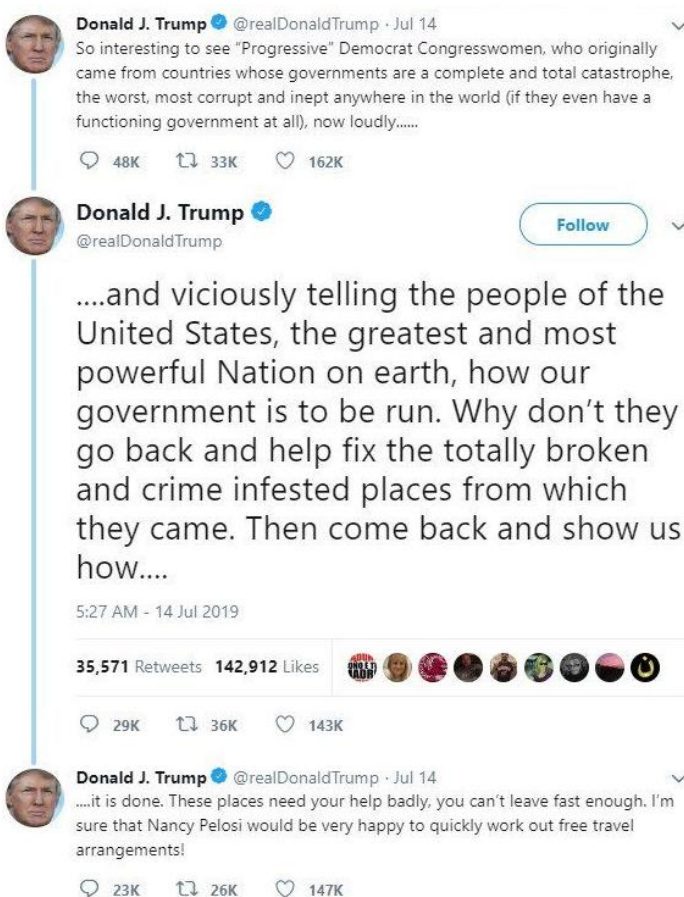 Donald J. Trump @realDonaldTrump · Jul 14
So interesting to see “Progressive” Democrat Congresswomen, who originally
came from countries whose governments are a complete and total catastrophe,
the worst, most corrupt and inept anywhere in the world (if they even have a
functioning government at all), now loudly......
48K 33K 162K
Donald J. Trump
Follow
@realDonaldTrump
....and viciously telling the people of the
United States, the greatest and most
powerful Nation on earth, how our
government is to be run. Why don’t they
go back and help fix the totally broken
and crime infested places from which
they came. Then come back and show us
how....
5:27 AM - 14 Jul 2019
35,571 Retweets 142,912 Likes
29K 36K 143K
Donald J. Trump @realDonaldTrump · Jul 14
....it is done. These places need your help badly, you can’t leave fast enough. I’m
sure that Nancy Pelosi would be very happy to quickly work out free travel
arrangements!
23K 26K 147K